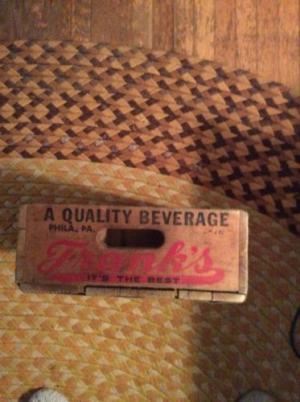 A QUALITY BEVERAGE
PHILA., PA.
Frank's
IT'S THE BEST